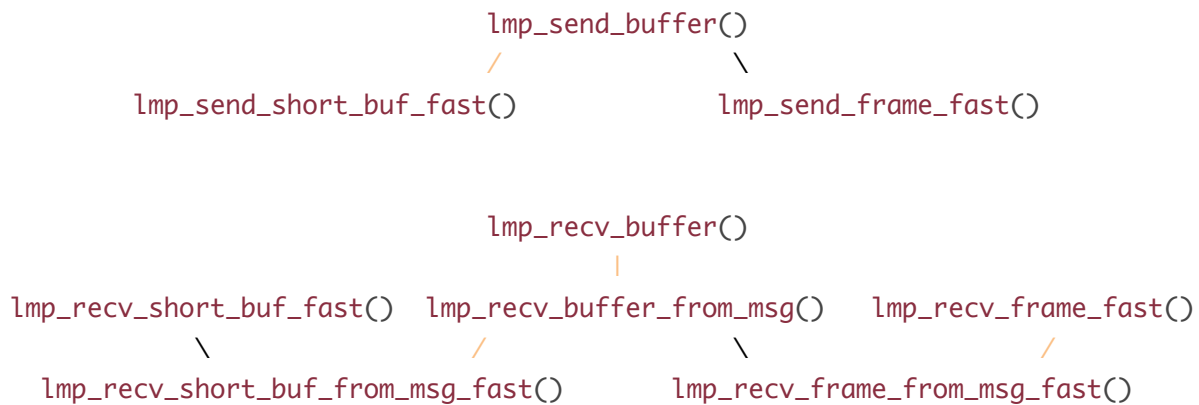 lmp_send_buffer()
/ \
lmp_send_short_buf_fast() lmp_send_frame_fast()
lmp_recv_buffer()
|
lmp_recv_short_buf_fast() lmp_recv_buffer_from_msg() lmp_recv_frame_fast()
\ / \ /
lmp_recv_short_buf_from_msg_fast() lmp_recv_frame_from_msg_fast()